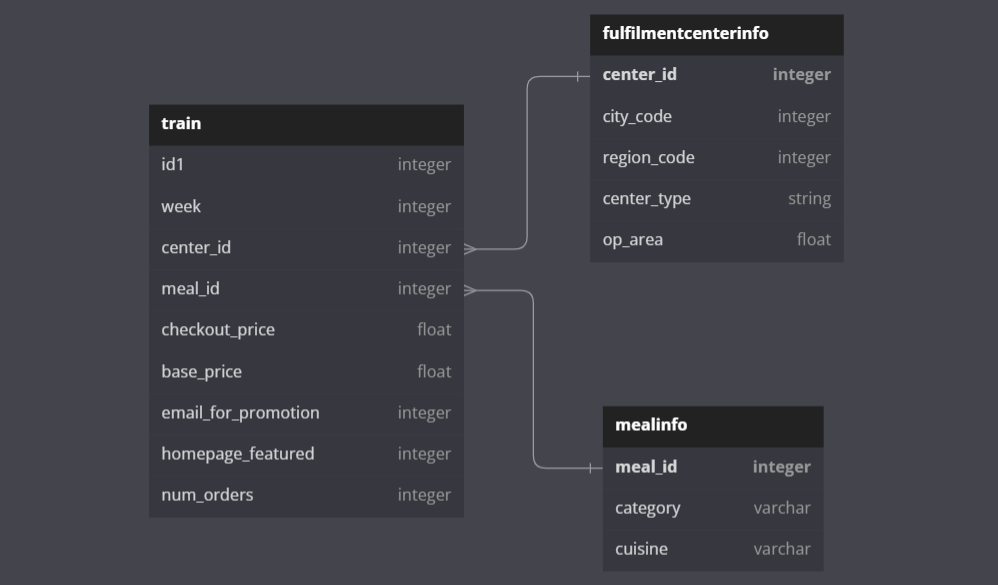 fulfilmentcenterinfo
center_id integer
city_code integer
region_code integer
center_type string
op_area float
train
id1 integer
week integer
center_id integer
meal_id integer
checkout_price float
base_price float
email_for_promotion integer
homepage_featured integer
num_orders integer
mealinfo
meal_id integer
category varchar
cuisine varchar